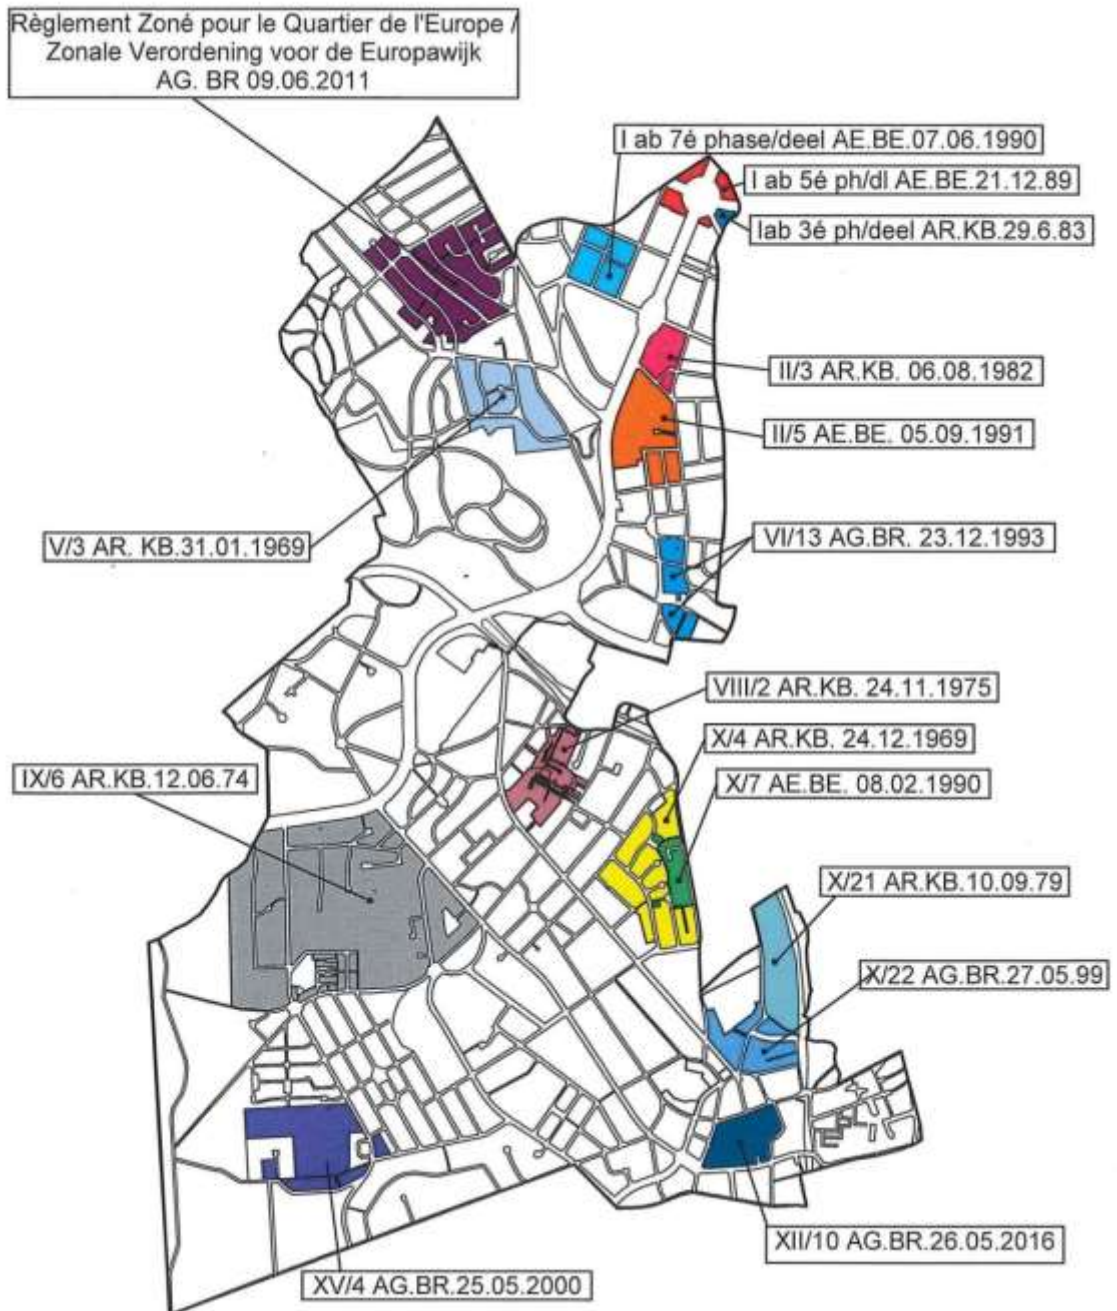 Règlement Zoné pour le Quartier de l'Europe /
Zonale Verordening voor de Europawijk
AG. BR 09.06.2011
I ab 7é phase/deel AE.BE.07.06.1990
I ab 5é ph/dl AE.BE.21.12.89
Iab 3é ph/deel AR.KB.29.6.83
II/3 AR.KB. 06.08.1982
II/5 AE.BE. 05.09.1991
V/3 AR. KB.31.01.1969
VI/13 AG.BR. 23.12.1993
VIII/2 AR.KB. 24.11.1975
X/4 AR.KB. 24.12.1969
IX/6 AR.KB.12.06.74
X/7 AE.BE. 08.02.1990
X/21 AR.KB.10.09.79
X/22 AG.BR.27.05.99
XII/10 AG.BR.26.05.2016
XV/4 AG.BR.25.05.2000